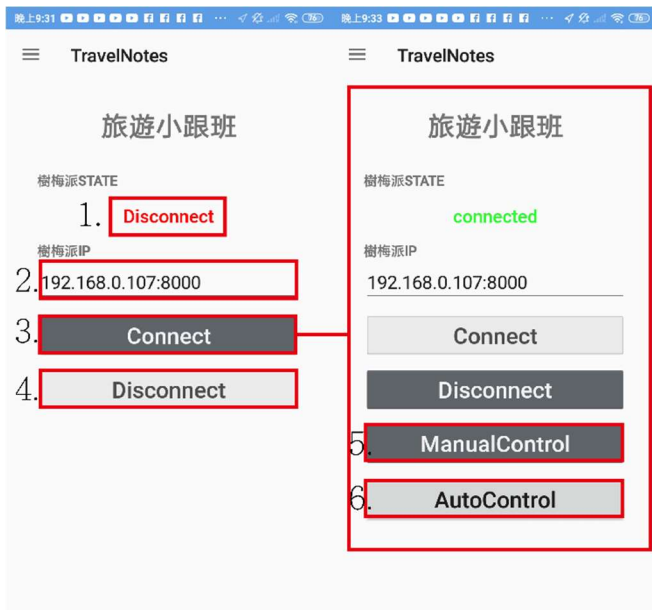 晚上9:31
76
TravelNotes
旅遊小跟班
樹梅派STATE
1. Disconnect
樹梅派IP
2. 192.168.0.107:8000
3. Connect
4. Disconnect
晚上9:33
76
TravelNotes
旅遊小跟班
樹梅派STATE
connected
樹梅派IP
192.168.0.107:8000
Connect
Disconnect
5. ManualControl
6. AutoControl